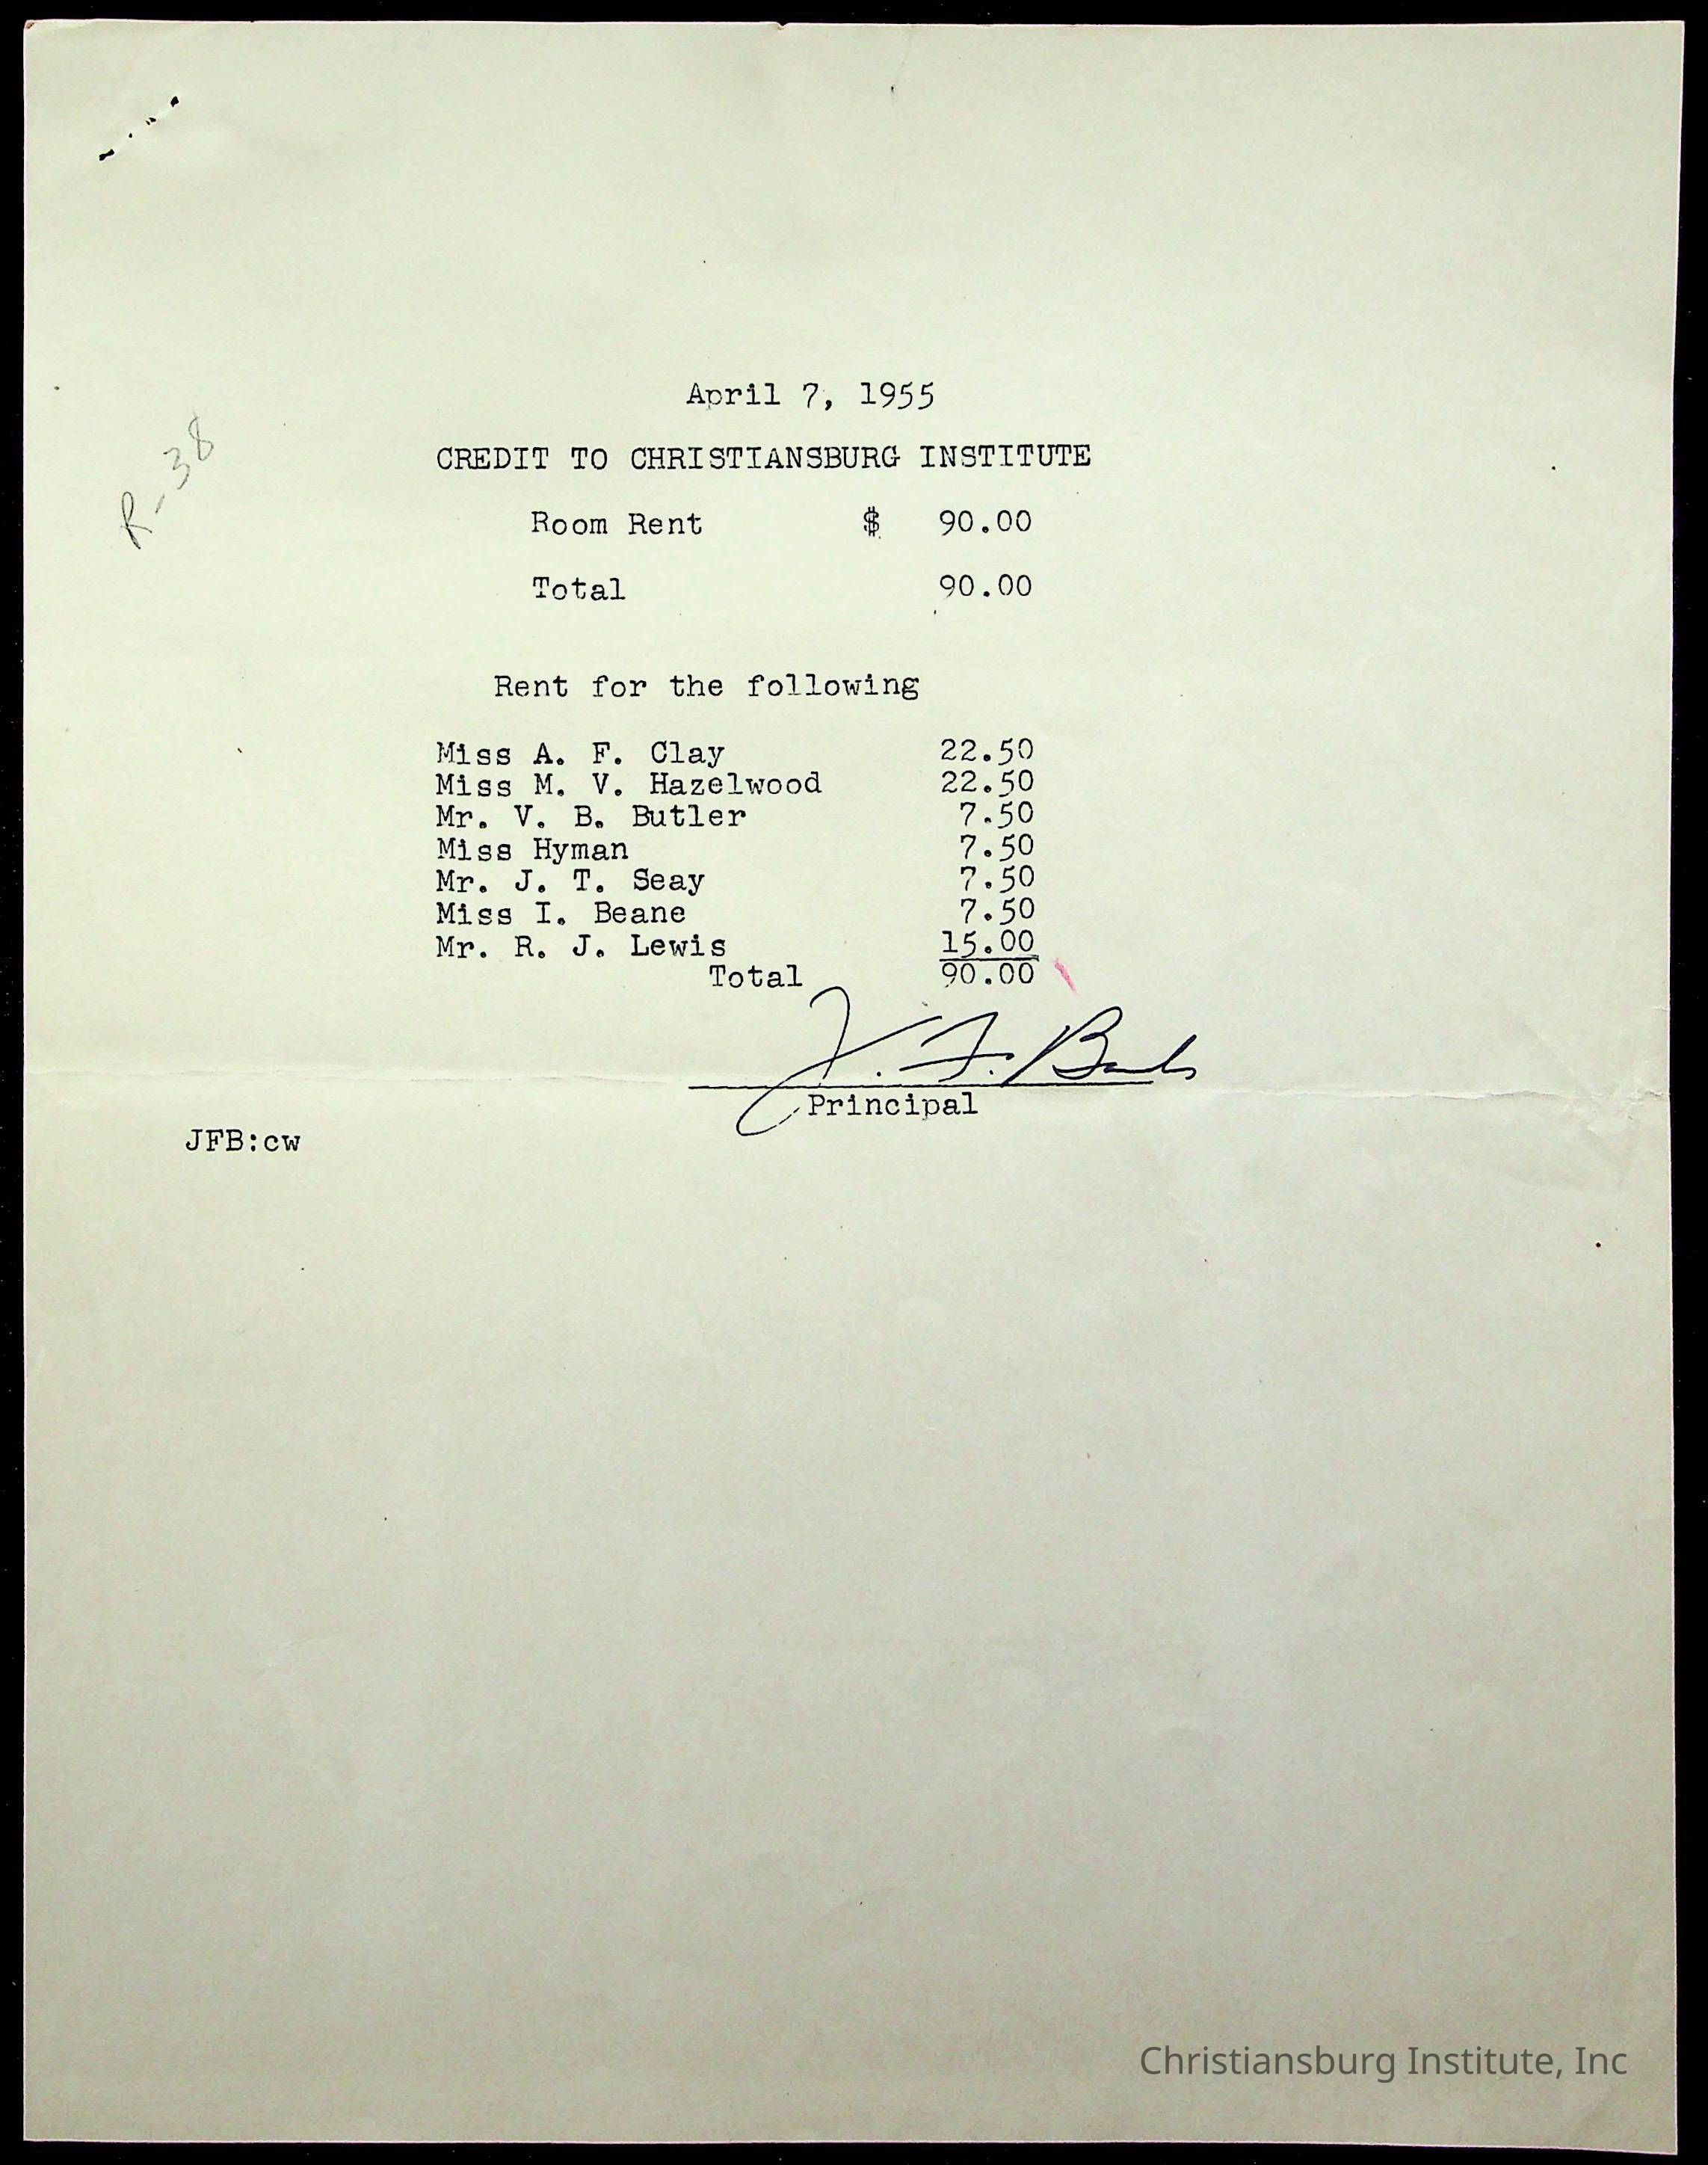 April 7, 1955
CREDIT TO CHRISTIANSBURG INSTITUTE
R-38
Room Rent $ 90.00
Total 90.00
Rent for the following
Miss A. F. Clay 22.50
Miss M. V. Hazelwood 22.50
Mr. V. B. Butler 7.50
Miss Hyman 7.50
Mr. J. T. Seay 7.50
Miss I. Beane 7.50
Mr. R. J. Lewis 15.00
Total 90.00
J. F. Banks
Principal
JFB:cw
Christiansburg Institute, Inc